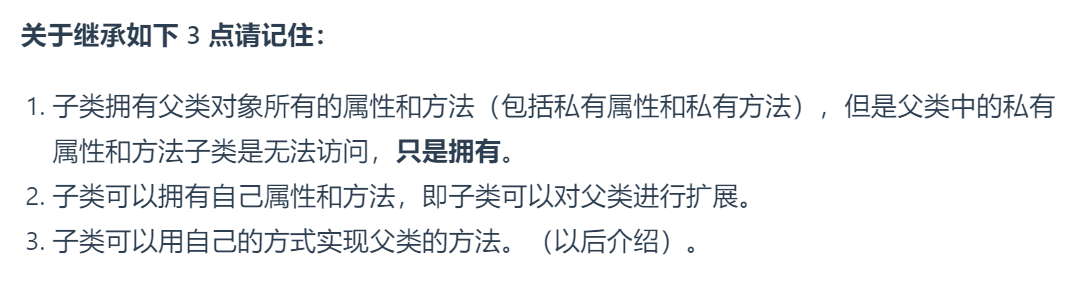 关于继承如下 3 点请记住：
1. 子类拥有父类对象所有的属性和方法（包括私有属性和私有方法），但是父类中的私有
属性和方法子类是无法访问，只是拥有。
2. 子类可以拥有自己属性和方法，即子类可以对父类进行扩展。
3. 子类可以用自己的方式实现父类的方法。（以后介绍）。